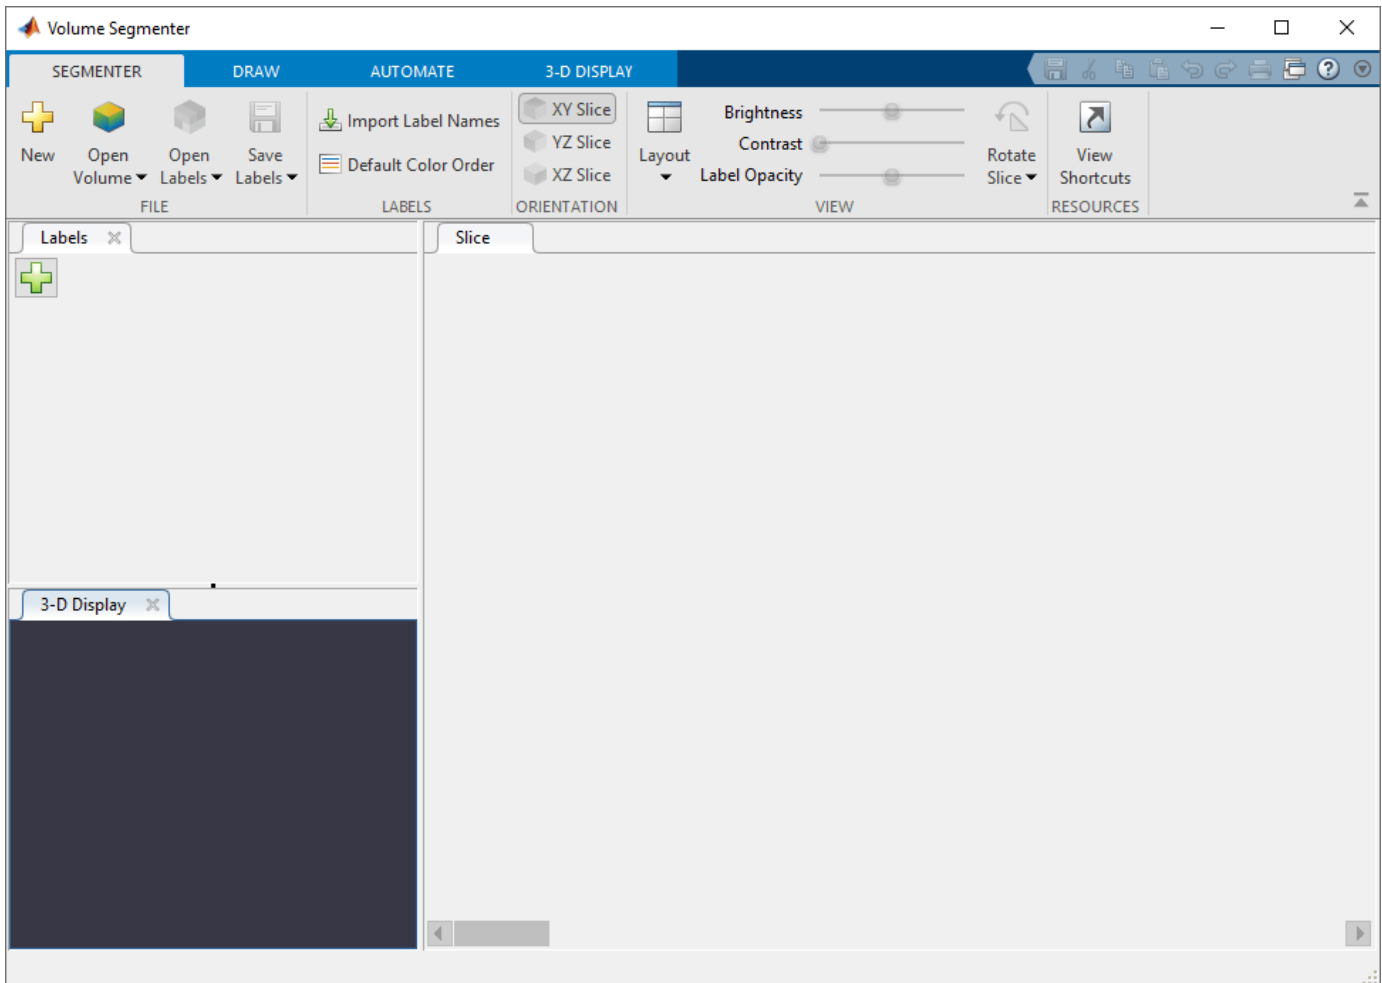 Volume Segmenter
SEGMENTER DRAW AUTOMATE 3-D DISPLAY
New
Open
Volume
Open
Labels
Save
Labels
FILE
Import Label Names
Default Color Order
LABELS
XY Slice
YZ Slice
XZ Slice
ORIENTATION
Layout
Brightness
Contrast
Label Opacity
Rotate
Slice
VIEW
View
Shortcuts
RESOURCES
Labels
Slice
3-D Display